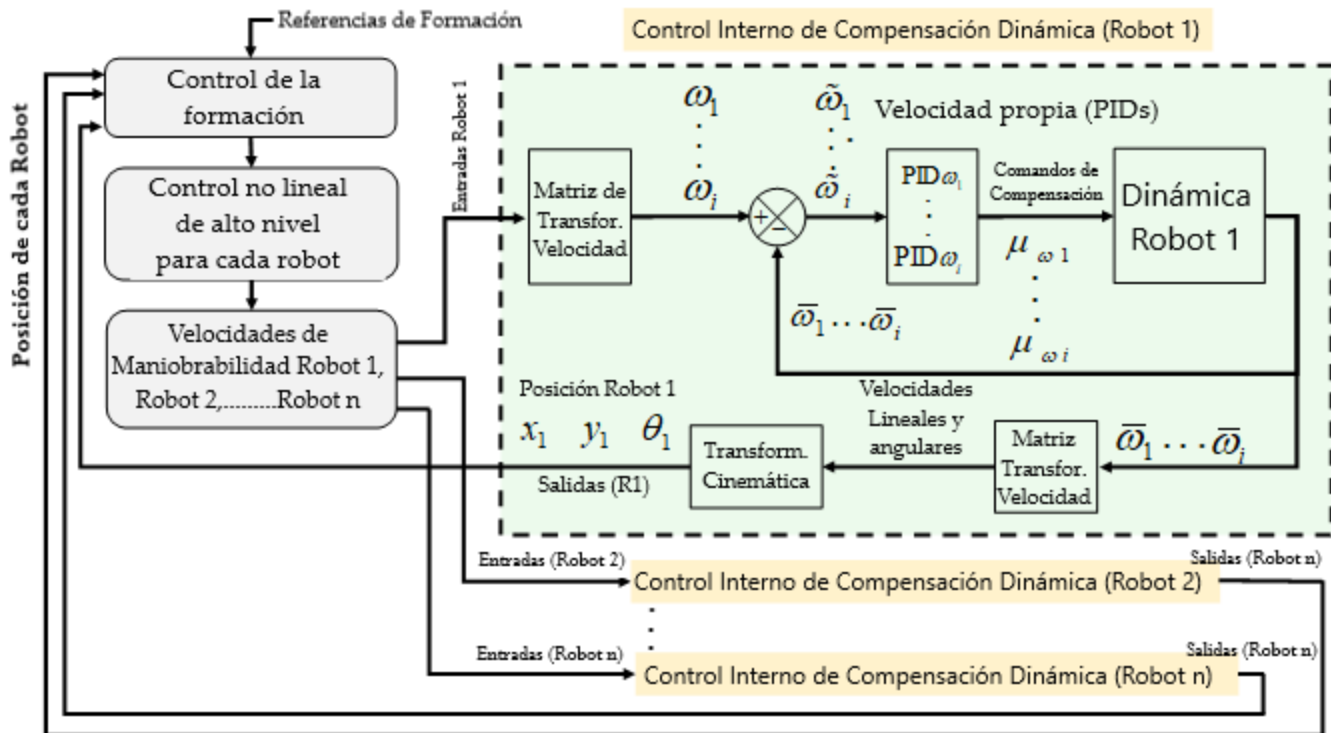 Referencias de Formación
Control Interno de Compensación Dinámica (Robot 1)
Posición de cada Robot
Control de la
formación
Control no lineal
de alto nivel
para cada robot
Velocidades de
Maniobrabilidad Robot 1,
Robot 2,.........Robot n
Entradas Robot 1
Matriz de
Transfor.
Velocidad
ω1
⋮
ωi
+
−
ω̃1
⋮
ω̃i
Velocidad propia (PIDs)
PIDω1
⋮
PIDωi
Comandos de
Compensación
μω1
⋮
μωi
Dinámica
Robot 1
ω̄1...ω̄i
Posición Robot 1
x1 y1 θ1
Salidas (R1)
Transform.
Cinemática
Velocidades
Lineales y
angulares
Matriz
Transfor.
Velocidad
ω̄1...ω̄i
Entradas (Robot 2)
Control Interno de Compensación Dinámica (Robot 2)
Salidas (Robot n)
⋮
Entradas (Robot n)
Control Interno de Compensación Dinámica (Robot n)
Salidas (Robot n)